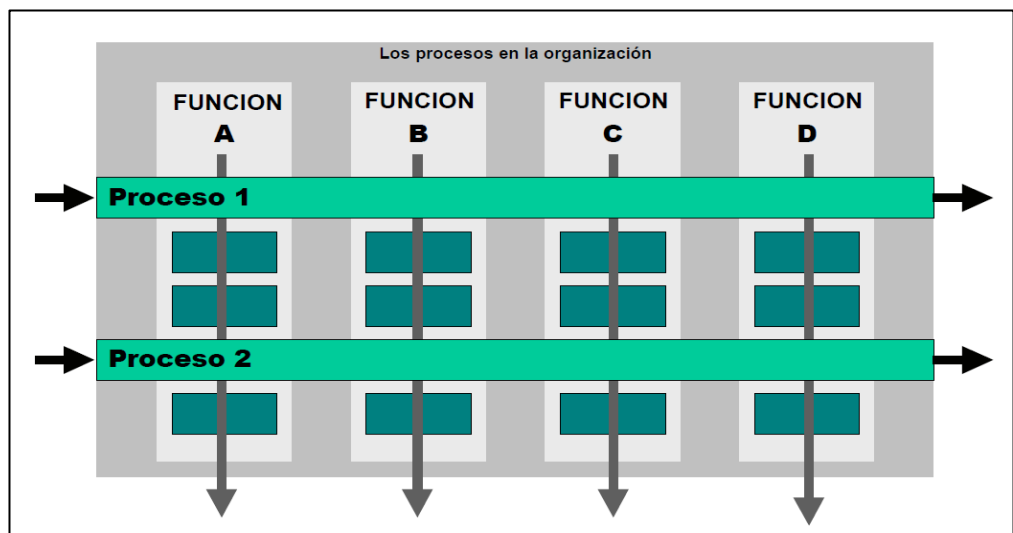 Los procesos en la organización
FUNCION
A
FUNCION
B
FUNCION
C
FUNCION
D
Proceso 1
Proceso 2